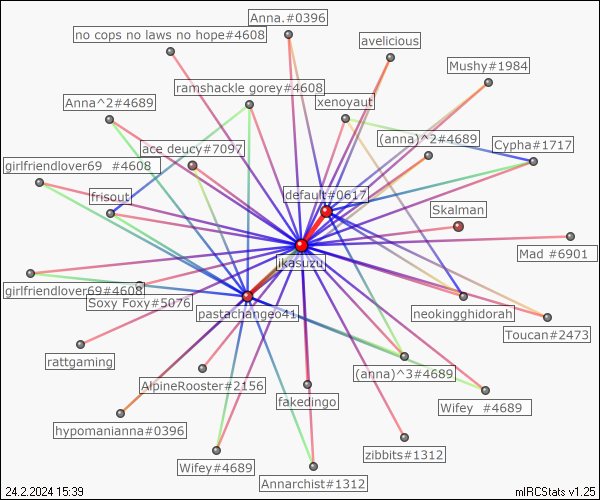 Anna.#0396
no cops no laws no hope#4608
avelicious
Mushy#1984
ramshackle gorey#4608
xenoyaut
Anna^2#4689
(anna)^2#4689
Cypha#1717
ace deucy#7097
girlfriendlover69 #4608
default#0617
frisout
Skalman
Mad #6901
ikasuzu
girlfriendlover69#4608
Soxy Foxy#5076
pastachangeo41
neokingghidorah
Toucan#2473
rattgaming
(anna)^3#4689
AlpineRooster#2156
fakedingo
Wifey #4689
hypomanianna#0396
zibbits#1312
Wifey#4689
Annarchist#1312
24.2.2024 15:39
mIRCStats v1.25